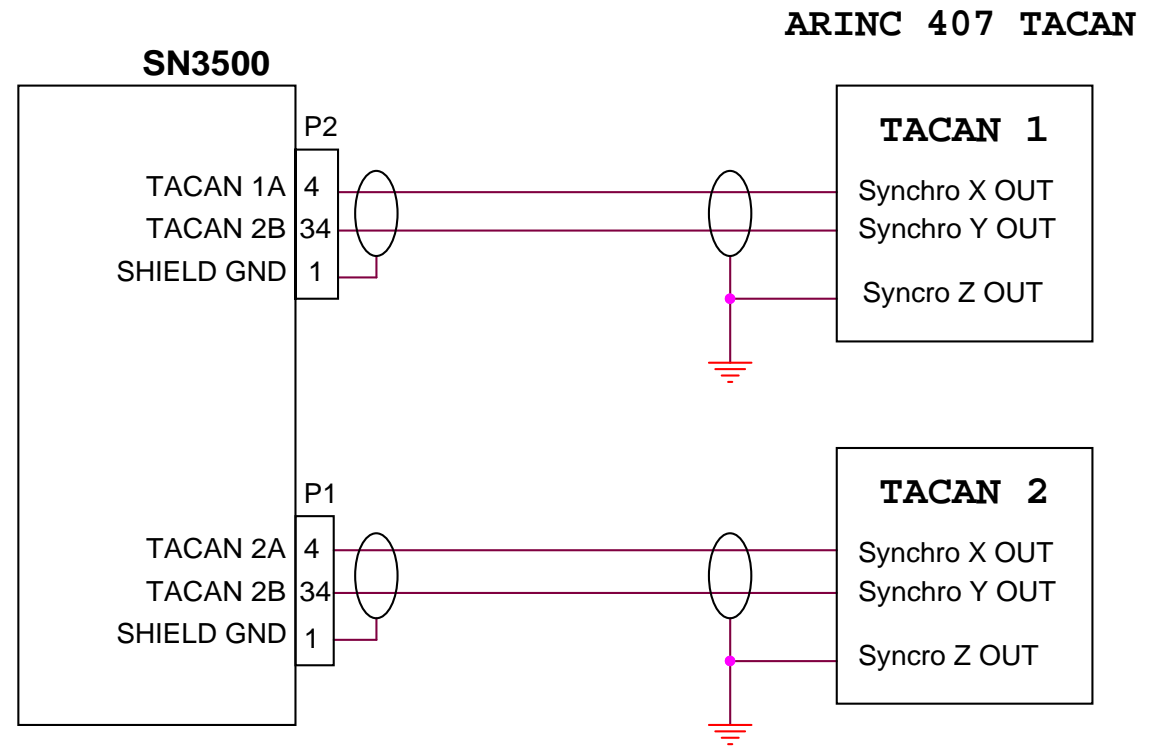 ARINC 407 TACAN
SN3500
P2
TACAN 1
TACAN 1A 4 Synchro X OUT
TACAN 2B 34 Synchro Y OUT
SHIELD GND 1
Syncro Z OUT
P1
TACAN 2
TACAN 2A 4 Synchro X OUT
TACAN 2B 34 Synchro Y OUT
SHIELD GND 1
Syncro Z OUT